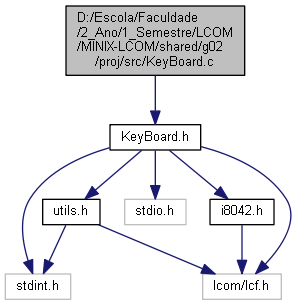 D:/Escola/Faculdade
/2_Ano/1_Semestre/LCOM
/MINIX-LCOM/shared/g02
/proj/src/KeyBoard.c
KeyBoard.h
utils.h
stdio.h
i8042.h
stdint.h
lcom/lcf.h